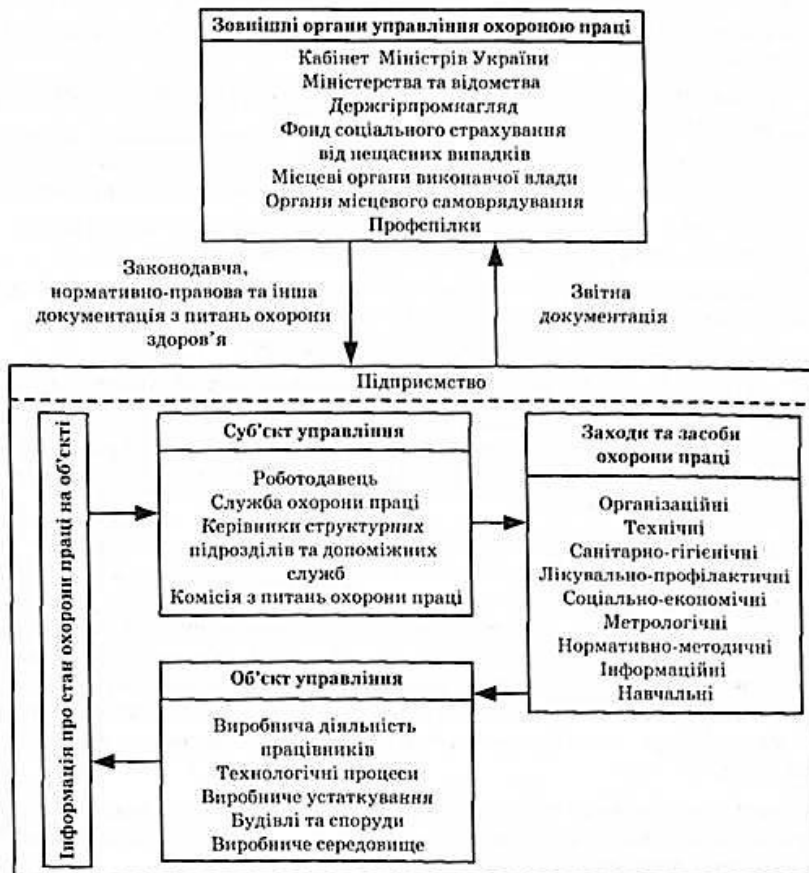 Зовнішні органи управління охороною праці
Кабінет Міністрів України
Міністерства та відомства
Держгірпромнагляд
Фонд соціального страхування
від нещасних випадків
Місцеві органи виконавчої влади
Органи місцевого самоврядування
Профспілки
Законодавча,
нормативно-правова та інша
документація з питань охорони
здоров'я
Звітна
документація
Підприємство
Інформація про стан охорони праці на об'єкті
Суб'єкт управління
Роботодавець
Служба охорони праці
Керівники структурних
підрозділів та допоміжних
служб
Комісія з питань охорони праці
Заходи та засоби
охорони праці
Організаційні
Технічні
Санітарно-гігієнічні
Лікувально-профілактичні
Соціально-економічні
Метрологічні
Нормативно-методичні
Інформаційні
Навчальні
Об'єкт управління
Виробнича діяльність
працівників
Технологічні процеси
Виробниче устаткування
Будівлі та споруди
Виробниче середовище